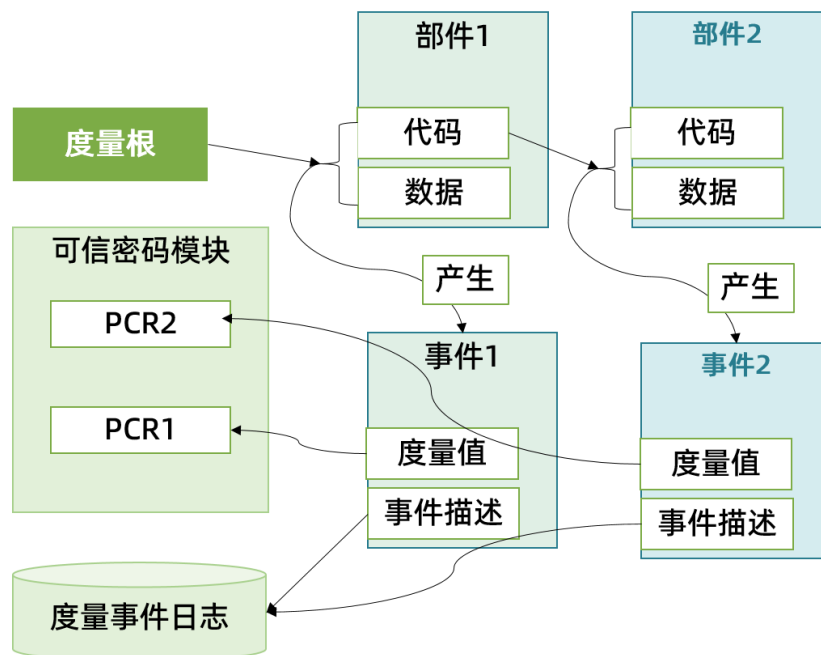 部件1
部件2
度量根
代码
代码
数据
数据
可信密码模块
产生
产生
PCR2
事件1
事件2
PCR1
度量值
度量值
事件描述
事件描述
度量事件日志